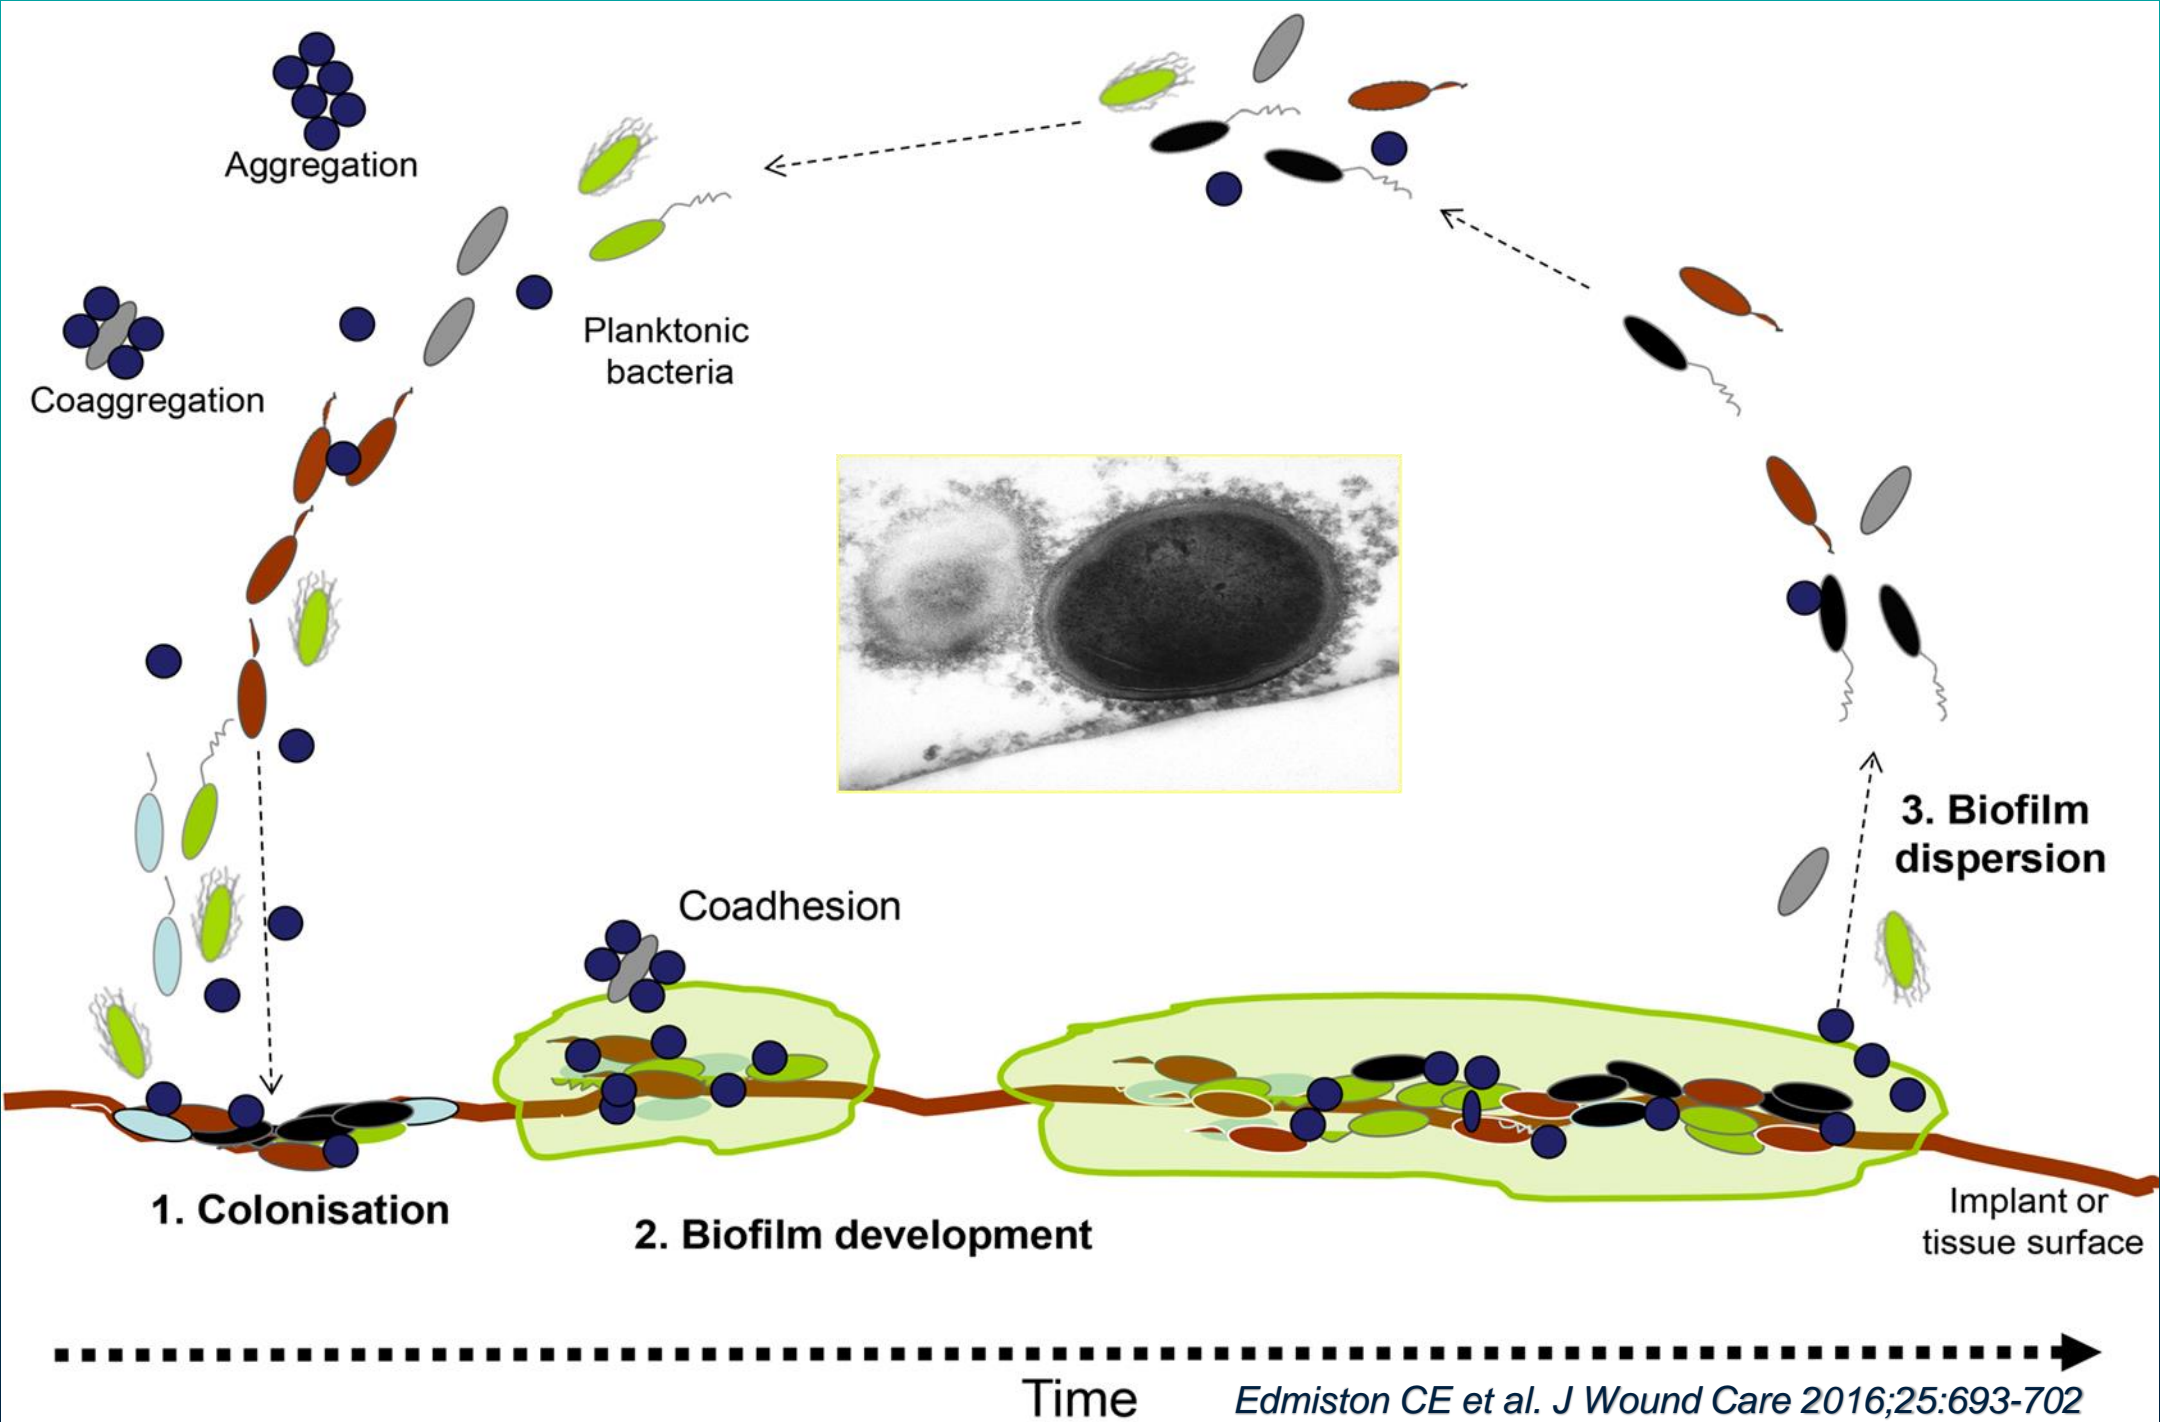 Aggregation
Planktonic
bacteria
Coaggregation
3. Biofilm
dispersion
Coadhesion
1. Colonisation
2. Biofilm development
Implant or
tissue surface
Time
Edmiston CE et al. J Wound Care 2016;25:693-702